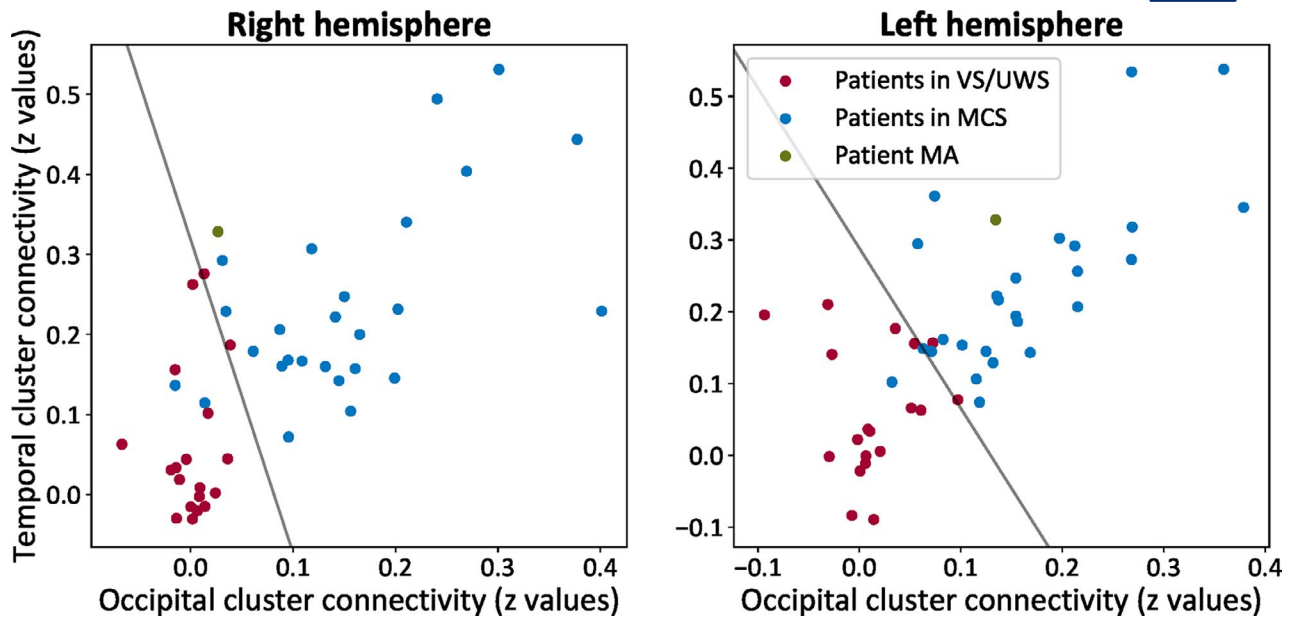 Right hemisphere
Temporal cluster connectivity (z values)
0.5
0.4
0.3
0.2
0.1
0.0
0.0 0.1 0.2 0.3 0.4
Occipital cluster connectivity (z values)
Left hemisphere
Patients in VS/UWS
Patients in MCS
Patient MA
0.5
0.4
0.3
0.2
0.1
0.0
−0.1
−0.1 0.0 0.1 0.2 0.3 0.4
Occipital cluster connectivity (z values)